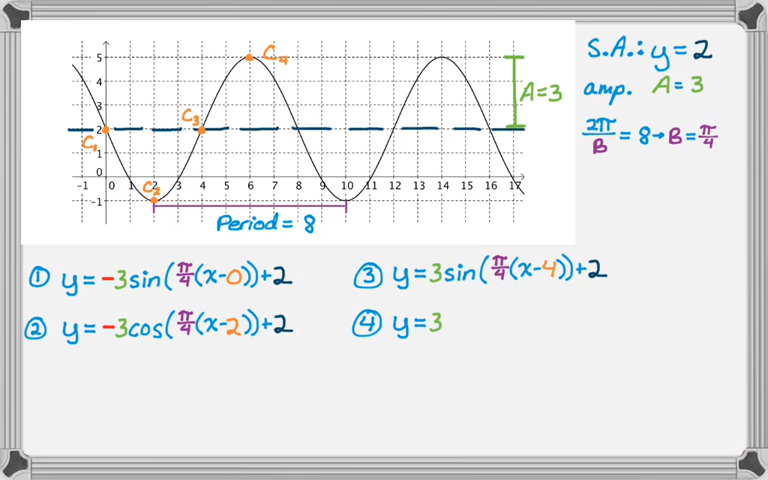 5
4
3
2
1
0
-1
-1 0 1 2 3 4 5 6 7 8 9 10 11 12 13 14 15 16 17
C₁
C₂
C₃
C₄
A=3
Period = 8
S.A.: y = 2
amp. A = 3
2π/B = 8 → B = π/4
① y = -3sin(π/4(x-0))+2
② y = -3cos(π/4(x-2))+2
③ y = 3sin(π/4(x-4))+2
④ y = 3